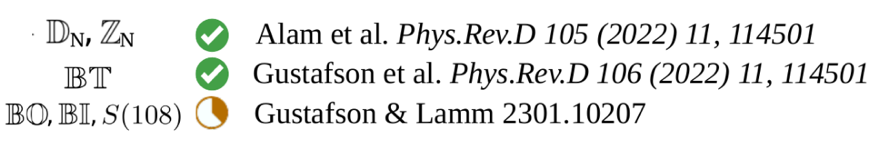 𝔻N, ℤN Alam et al. Phys.Rev.D 105 (2022) 11, 114501
𝔹𝕋 Gustafson et al. Phys.Rev.D 106 (2022) 11, 114501
𝔹𝕆, 𝔹𝕀, S(108) Gustafson & Lamm 2301.10207